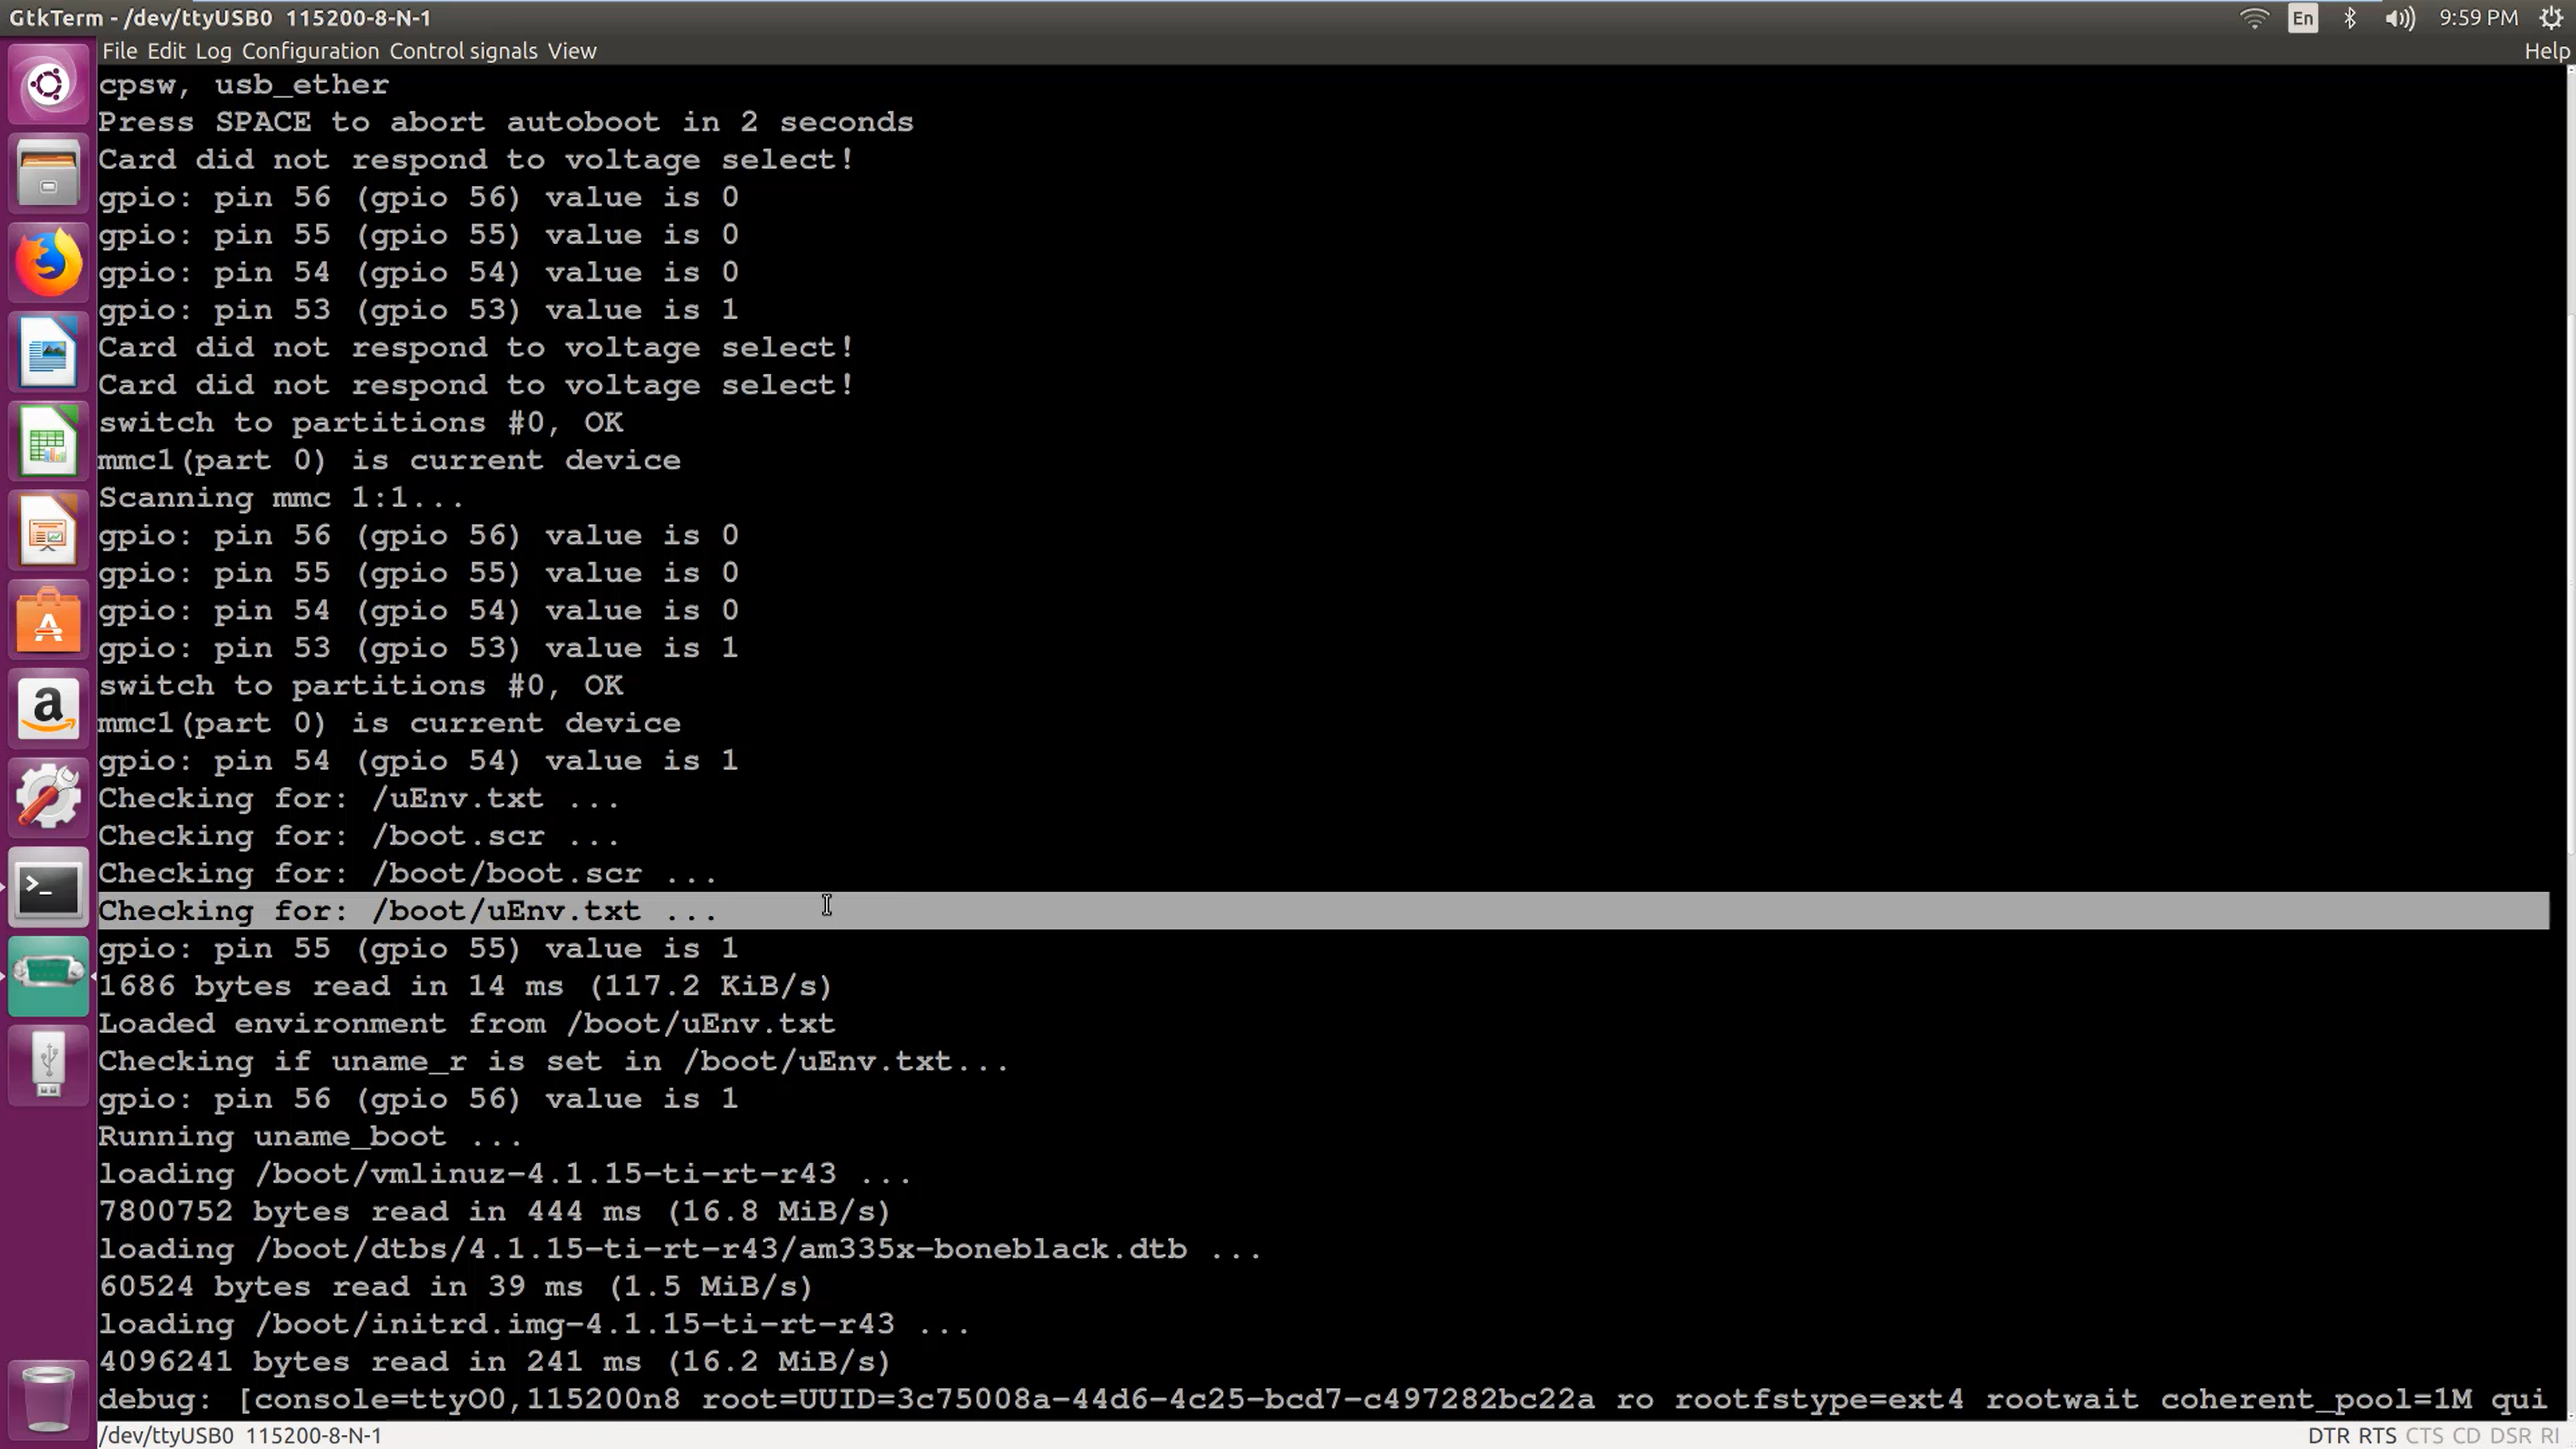 GtkTerm - /dev/ttyUSB0 115200-8-N-1
En
9:59 PM
File Edit Log Configuration Control signals View
Help
cpsw, usb_ether
Press SPACE to abort autoboot in 2 seconds
Card did not respond to voltage select!
gpio: pin 56 (gpio 56) value is 0
gpio: pin 55 (gpio 55) value is 0
gpio: pin 54 (gpio 54) value is 0
gpio: pin 53 (gpio 53) value is 1
Card did not respond to voltage select!
Card did not respond to voltage select!
switch to partitions #0, OK
mmc1(part 0) is current device
Scanning mmc 1:1...
gpio: pin 56 (gpio 56) value is 0
gpio: pin 55 (gpio 55) value is 0
gpio: pin 54 (gpio 54) value is 0
gpio: pin 53 (gpio 53) value is 1
switch to partitions #0, OK
mmc1(part 0) is current device
gpio: pin 54 (gpio 54) value is 1
Checking for: /uEnv.txt ...
Checking for: /boot.scr ...
Checking for: /boot/boot.scr ...
Checking for: /boot/uEnv.txt ...
gpio: pin 55 (gpio 55) value is 1
1686 bytes read in 14 ms (117.2 KiB/s)
Loaded environment from /boot/uEnv.txt
Checking if uname_r is set in /boot/uEnv.txt...
gpio: pin 56 (gpio 56) value is 1
Running uname_boot ...
loading /boot/vmlinuz-4.1.15-ti-rt-r43 ...
7800752 bytes read in 444 ms (16.8 MiB/s)
loading /boot/dtbs/4.1.15-ti-rt-r43/am335x-boneblack.dtb ...
60524 bytes read in 39 ms (1.5 MiB/s)
loading /boot/initrd.img-4.1.15-ti-rt-r43 ...
4096241 bytes read in 241 ms (16.2 MiB/s)
debug: [console=ttyO0,115200n8 root=UUID=3c75008a-44d6-4c25-bcd7-c497282bc22a ro rootfstype=ext4 rootwait coherent_pool=1M qui
/dev/ttyUSB0 115200-8-N-1
DTR RTS CTS CD DSR RI